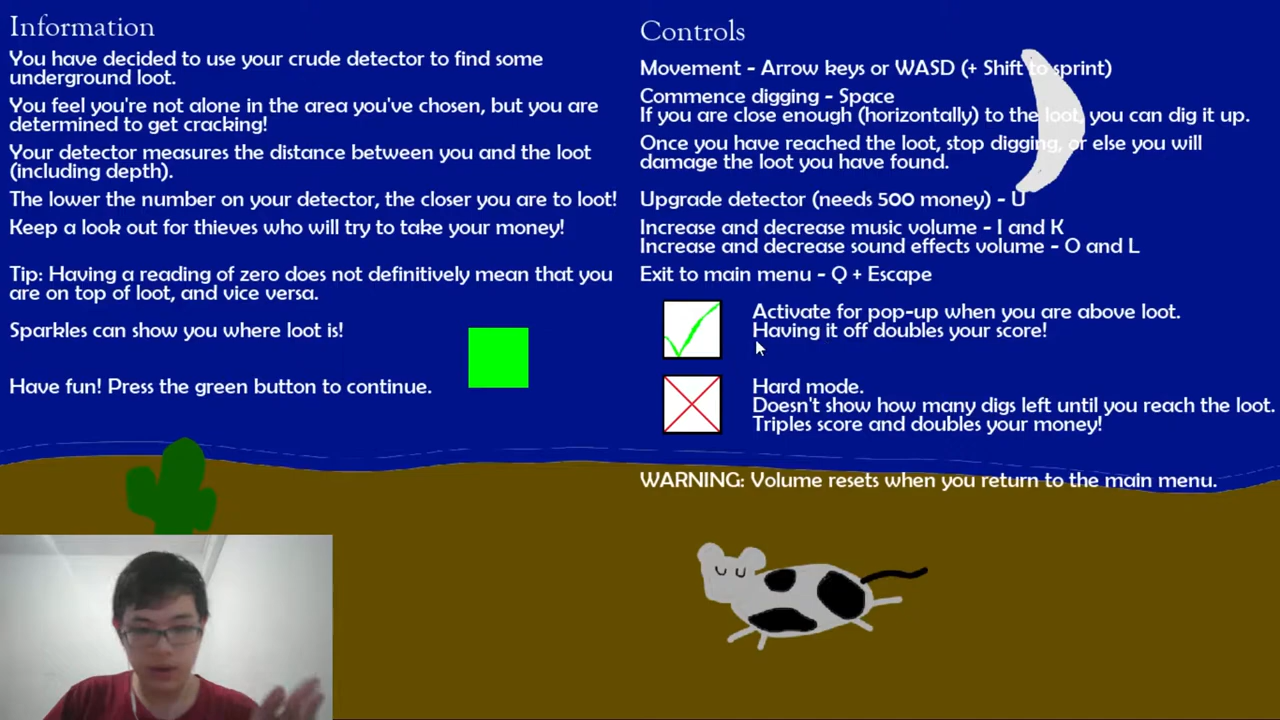 Information
You have decided to use your crude detector to find some
underground loot.
You feel you're not alone in the area you've chosen, but you are
determined to get cracking!
Your detector measures the distance between you and the loot
(including depth).
The lower the number on your detector, the closer you are to loot!
Keep a look out for thieves who will try to take your money!
Tip: Having a reading of zero does not definitively mean that you
are on top of loot, and vice versa.
Sparkles can show you where loot is!
Have fun! Press the green button to continue.
Controls
Movement - Arrow keys or WASD (+ Shift to sprint)
Commence digging - Space
If you are close enough (horizontally) to the loot, you can dig it up.
Once you have reached the loot, stop digging, or else you will
damage the loot you have found.
Upgrade detector (needs 500 money) - U
Increase and decrease music volume - I and K
Increase and decrease sound effects volume - O and L
Exit to main menu - Q + Escape
Activate for pop-up when you are above loot.
Having it off doubles your score!
Hard mode.
Doesn't show how many digs left until you reach the loot.
Triples score and doubles your money!
WARNING: Volume resets when you return to the main menu.